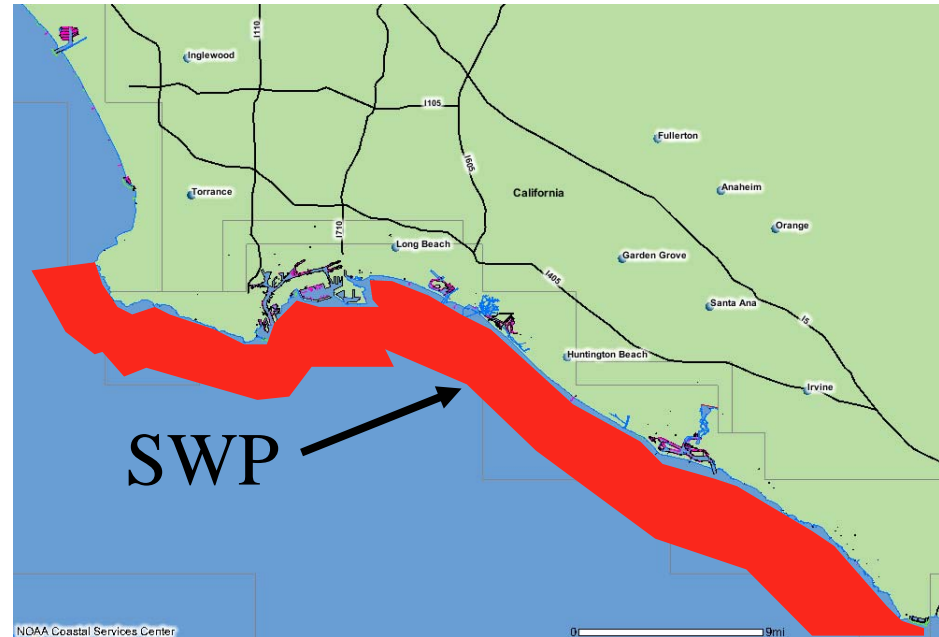 I110
Inglewood
I105
Fullerton
I605
California
Anaheim
Torrance
I710
Orange
Long Beach
Garden Grove
I405
Santa Ana
I5
Huntington Beach
Irvine
SWP
NOAA Coastal Services Center
0 9mi